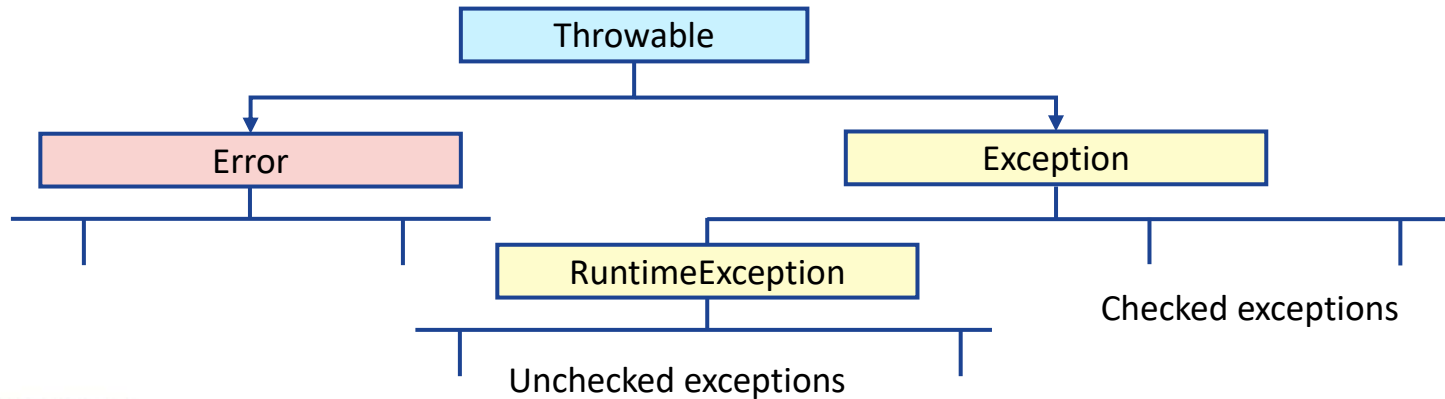 Throwable
Error
Exception
RuntimeException
Checked exceptions
Unchecked exceptions